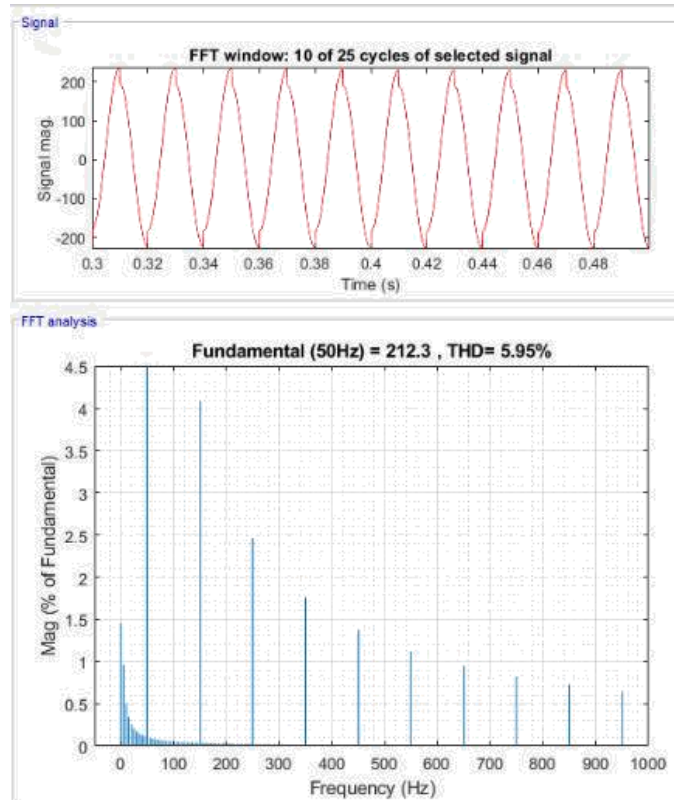 Signal
FFT window: 10 of 25 cycles of selected signal
Signal mag.
200
100
0
-100
-200
0.3 0.32 0.34 0.36 0.38 0.4 0.42 0.44 0.46 0.48
Time (s)
FFT analysis
Fundamental (50Hz) = 212.3 , THD= 5.95%
Mag (% of Fundamental)
4.5
4
3.5
3
2.5
2
1.5
1
0.5
0
0 100 200 300 400 500 600 700 800 900 1000
Frequency (Hz)